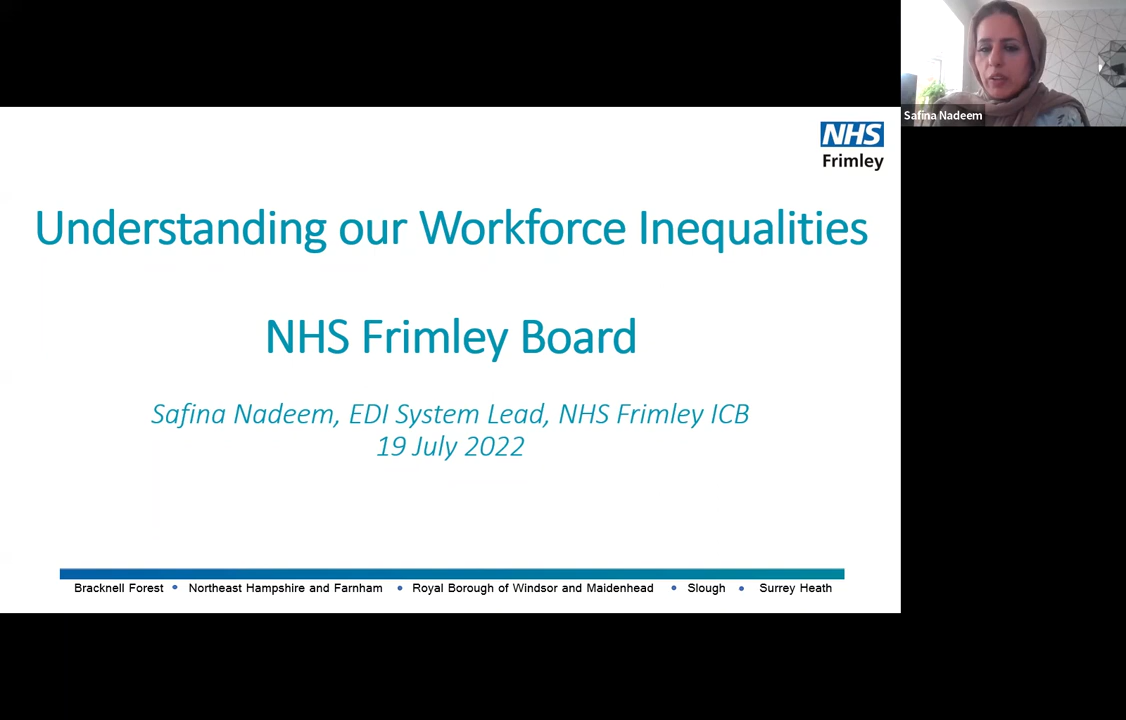 Safina Nadeem
NHS
Frimley
Understanding our Workforce Inequalities
NHS Frimley Board
Safina Nadeem, EDI System Lead, NHS Frimley ICB
19 July 2022
Bracknell Forest • Northeast Hampshire and Farnham • Royal Borough of Windsor and Maidenhead • Slough • Surrey Heath